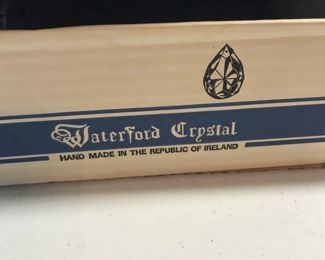 Waterford Crystal
HAND MADE IN THE REPUBLIC OF IRELAND